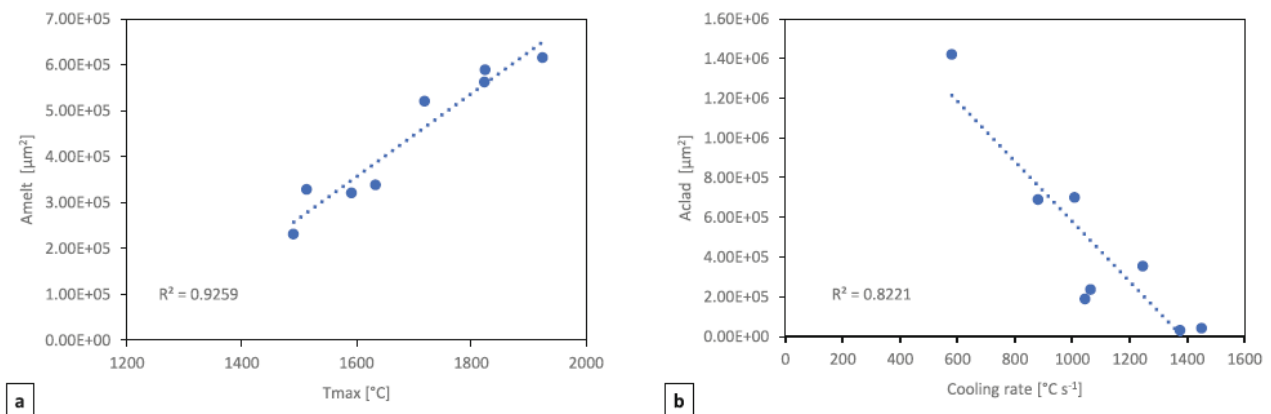 7.00E+05
6.00E+05
5.00E+05
4.00E+05
3.00E+05
2.00E+05
1.00E+05
0.00E+00
Amelt [µm²]
R² = 0.9259
1200
1400
1600
1800
2000
Tmax [°C]
a
1.60E+06
1.40E+06
1.20E+06
1.00E+06
8.00E+05
6.00E+05
4.00E+05
2.00E+05
0.00E+00
Aclad [µm²]
R² = 0.8221
0
200
400
600
800
1000
1200
1400
1600
Cooling rate [°C s⁻¹]
b